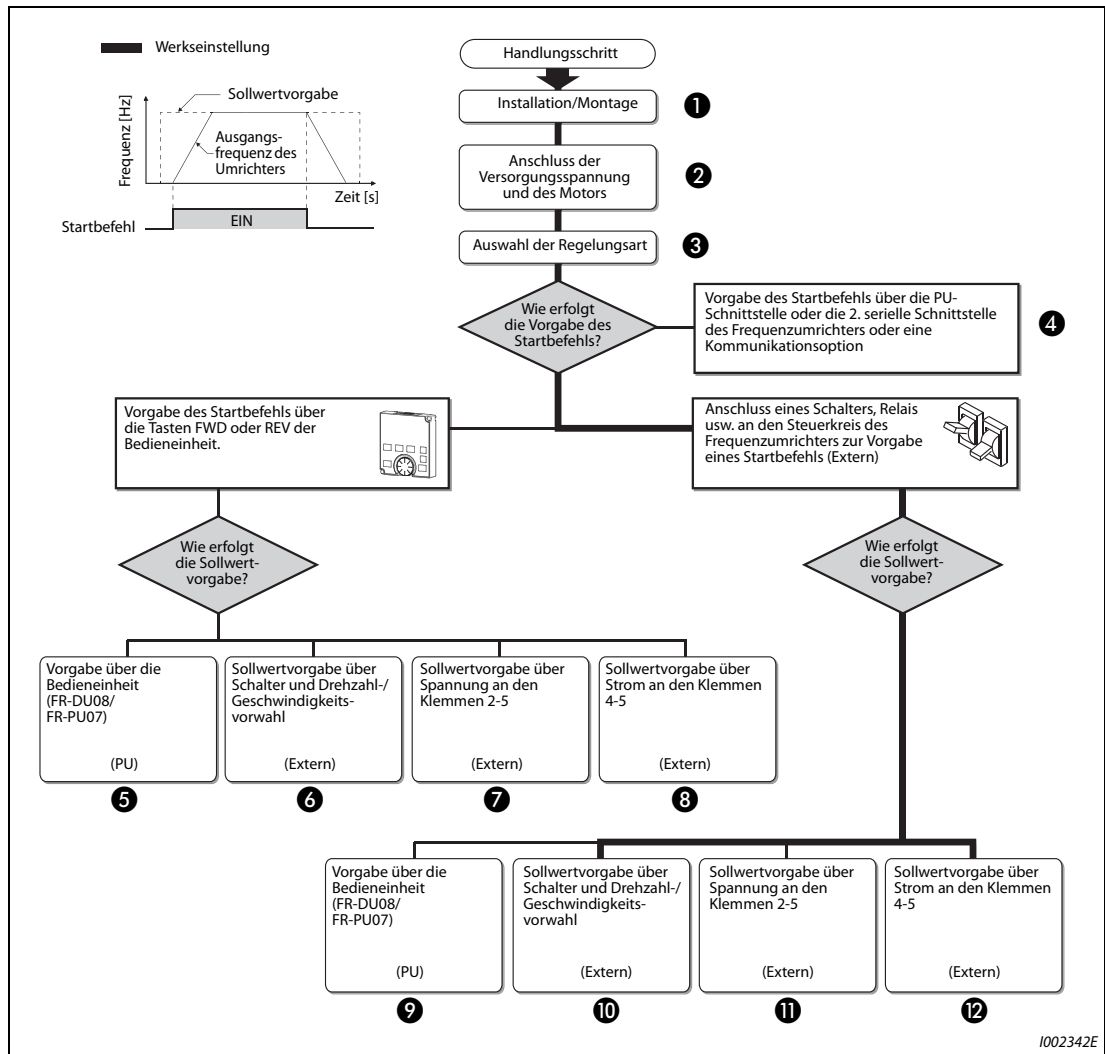 Werkseinstellung
Frequenz [Hz]
Sollwertvorgabe
Ausgangs-
frequenz des
Umrichters
Zeit [s]
Startbefehl
EIN
Handlungsschritt
Installation/Montage
1
Anschluss der
Versorgungsspannung
und des Motors
2
Auswahl der Regelungsart
3
Wie erfolgt
die Vorgabe des
Startbefehls?
Vorgabe des Startbefehls über die PU-
Schnittstelle oder die 2. serielle Schnittstelle
des Frequenzumrichters oder eine
Kommunikationsoption
4
Vorgabe des Startbefehls über
die Tasten FWD oder REV der
Bedieneinheit.
Anschluss eines Schalters, Relais
usw. an den Steuerkreis des
Frequenzumrichters zur Vorgabe
eines Startbefehls (Extern)
Wie erfolgt
die Sollwert-
vorgabe?
Wie erfolgt
die Sollwert-
vorgabe?
Vorgabe über die
Bedieneinheit
(FR-DU08/
FR-PU07)
(PU)
5
Sollwertvorgabe über
Schalter und Drehzahl-/
Geschwindigkeits-
vorwahl
(Extern)
6
Sollwertvorgabe über
Spannung an den
Klemmen 2-5
(Extern)
7
Sollwertvorgabe über
Strom an den Klemmen
4-5
(Extern)
8
Vorgabe über die
Bedieneinheit
(FR-DU08/
FR-PU07)
(PU)
9
Sollwertvorgabe über
Schalter und Drehzahl-/
Geschwindigkeits-
vorwahl
(Extern)
10
Sollwertvorgabe über
Spannung an den
Klemmen 2-5
(Extern)
11
Sollwertvorgabe über
Strom an den Klemmen
4-5
(Extern)
12
I002342E